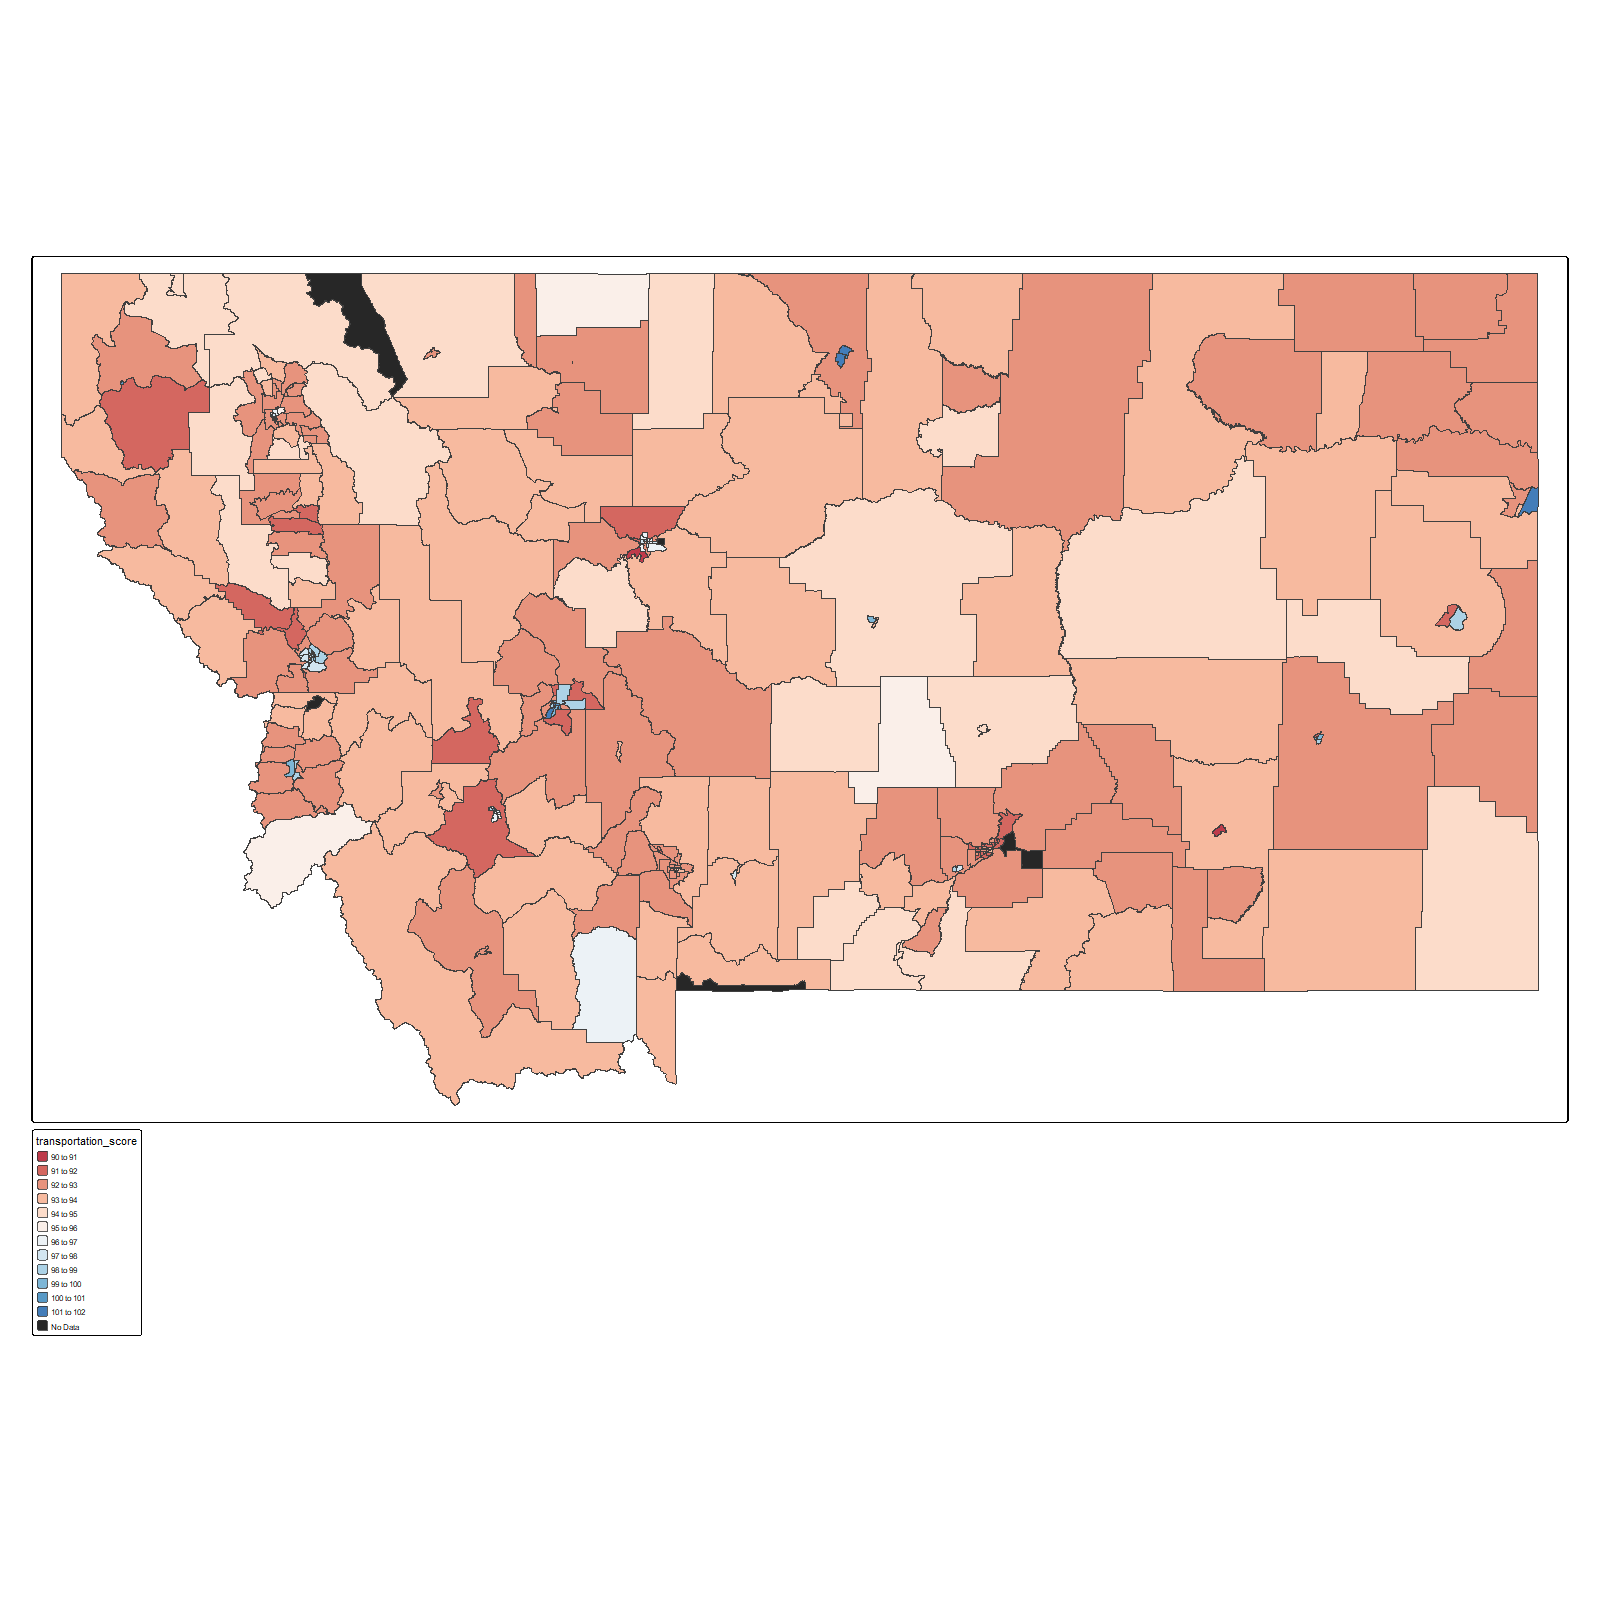 transportation_score
90 to 91
91 to 92
92 to 93
93 to 94
94 to 95
95 to 96
96 to 97
97 to 98
98 to 99
99 to 100
100 to 101
101 to 102
No Data